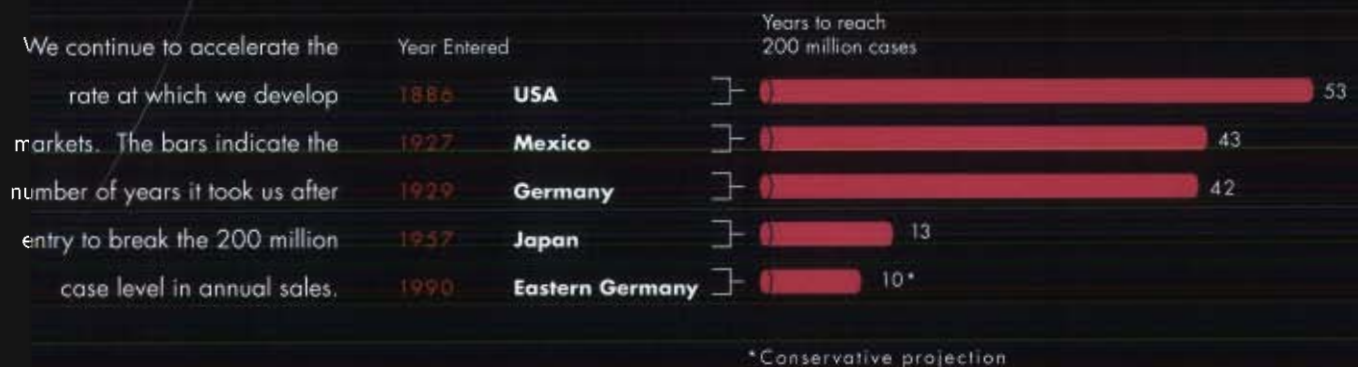 We continue to accelerate the
rate at which we develop
markets. The bars indicate the
number of years it took us after
entry to break the 200 million
case level in annual sales.
Year Entered
Years to reach
200 million cases
1886 USA 53
1927 Mexico 43
1929 Germany 42
1957 Japan 13
1990 Eastern Germany 10*
*Conservative projection